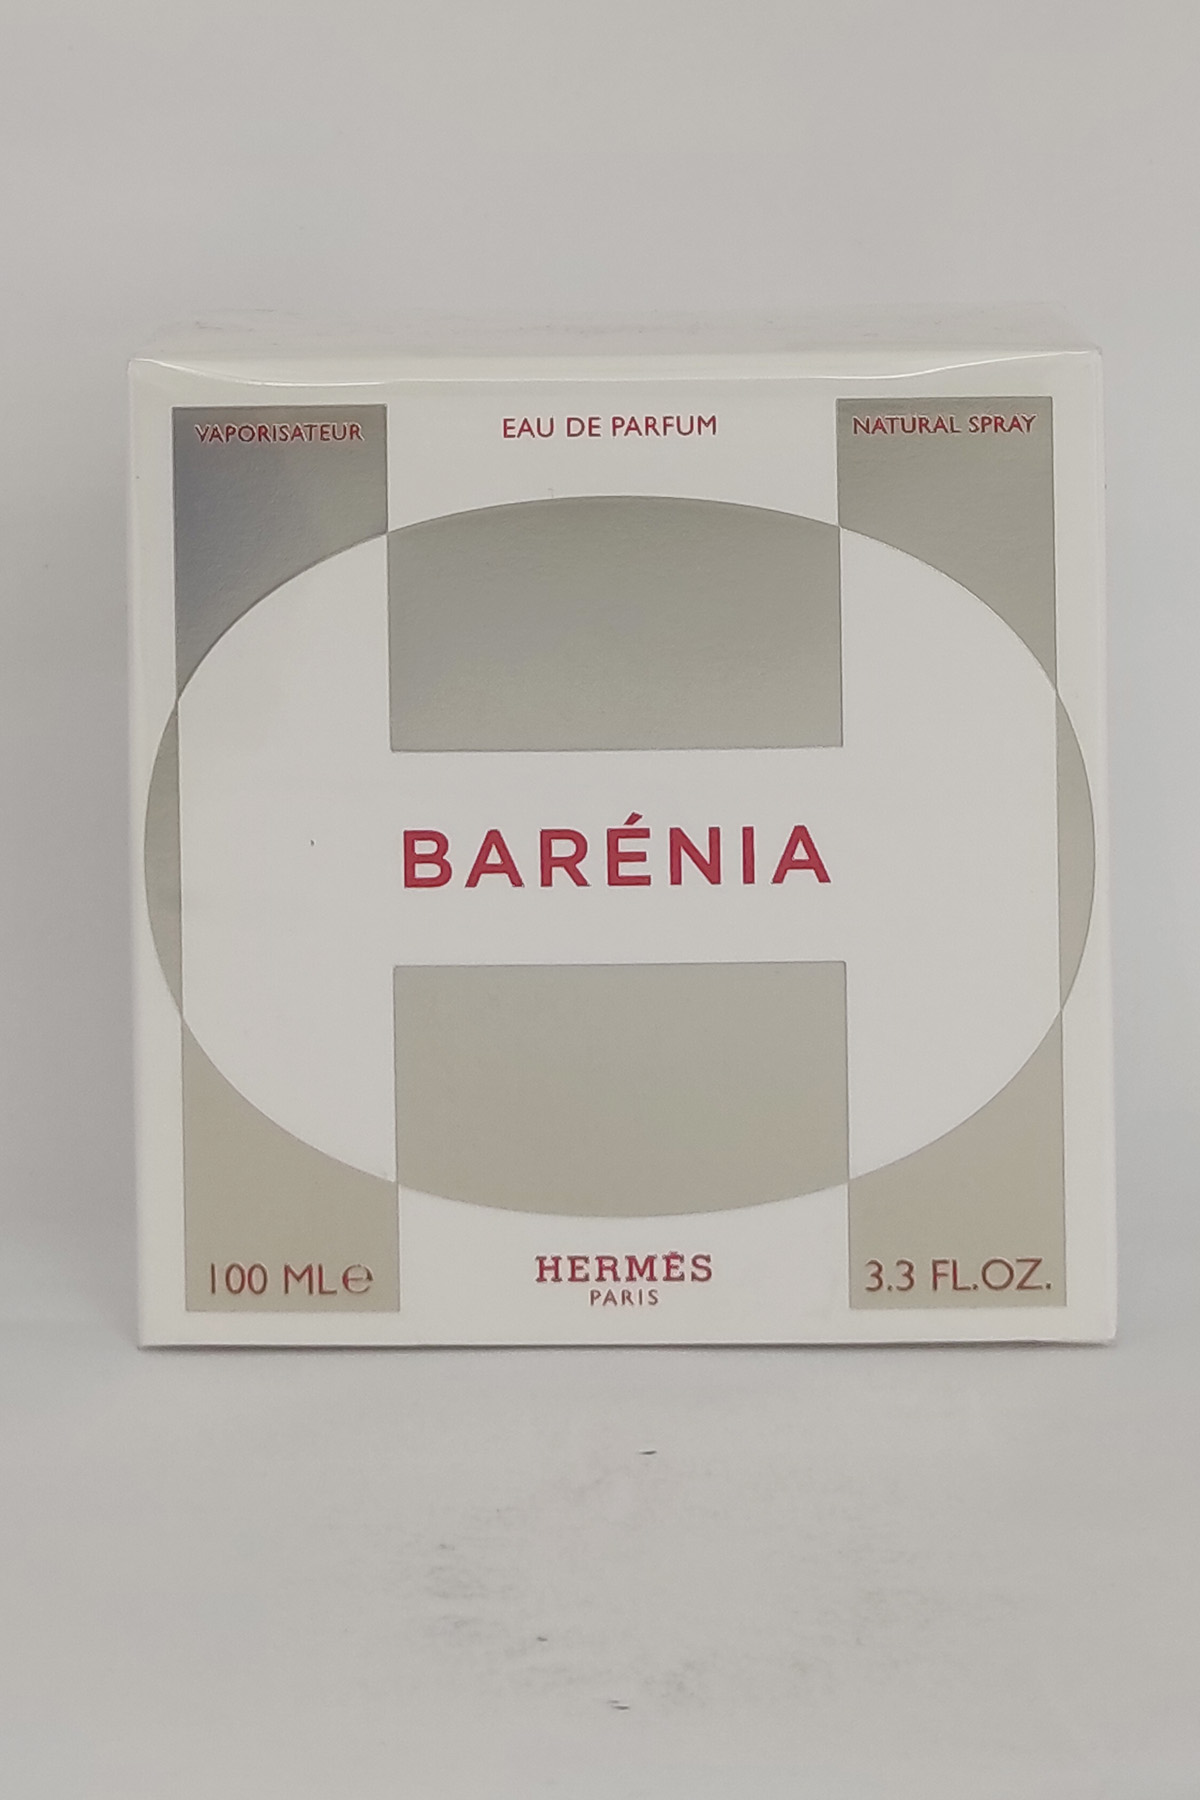 VAPORISATEUR
EAU DE PARFUM
NATURAL SPRAY
BARÉNIA
100 ML℮
HERMÈS
PARIS
3.3 FL.OZ.